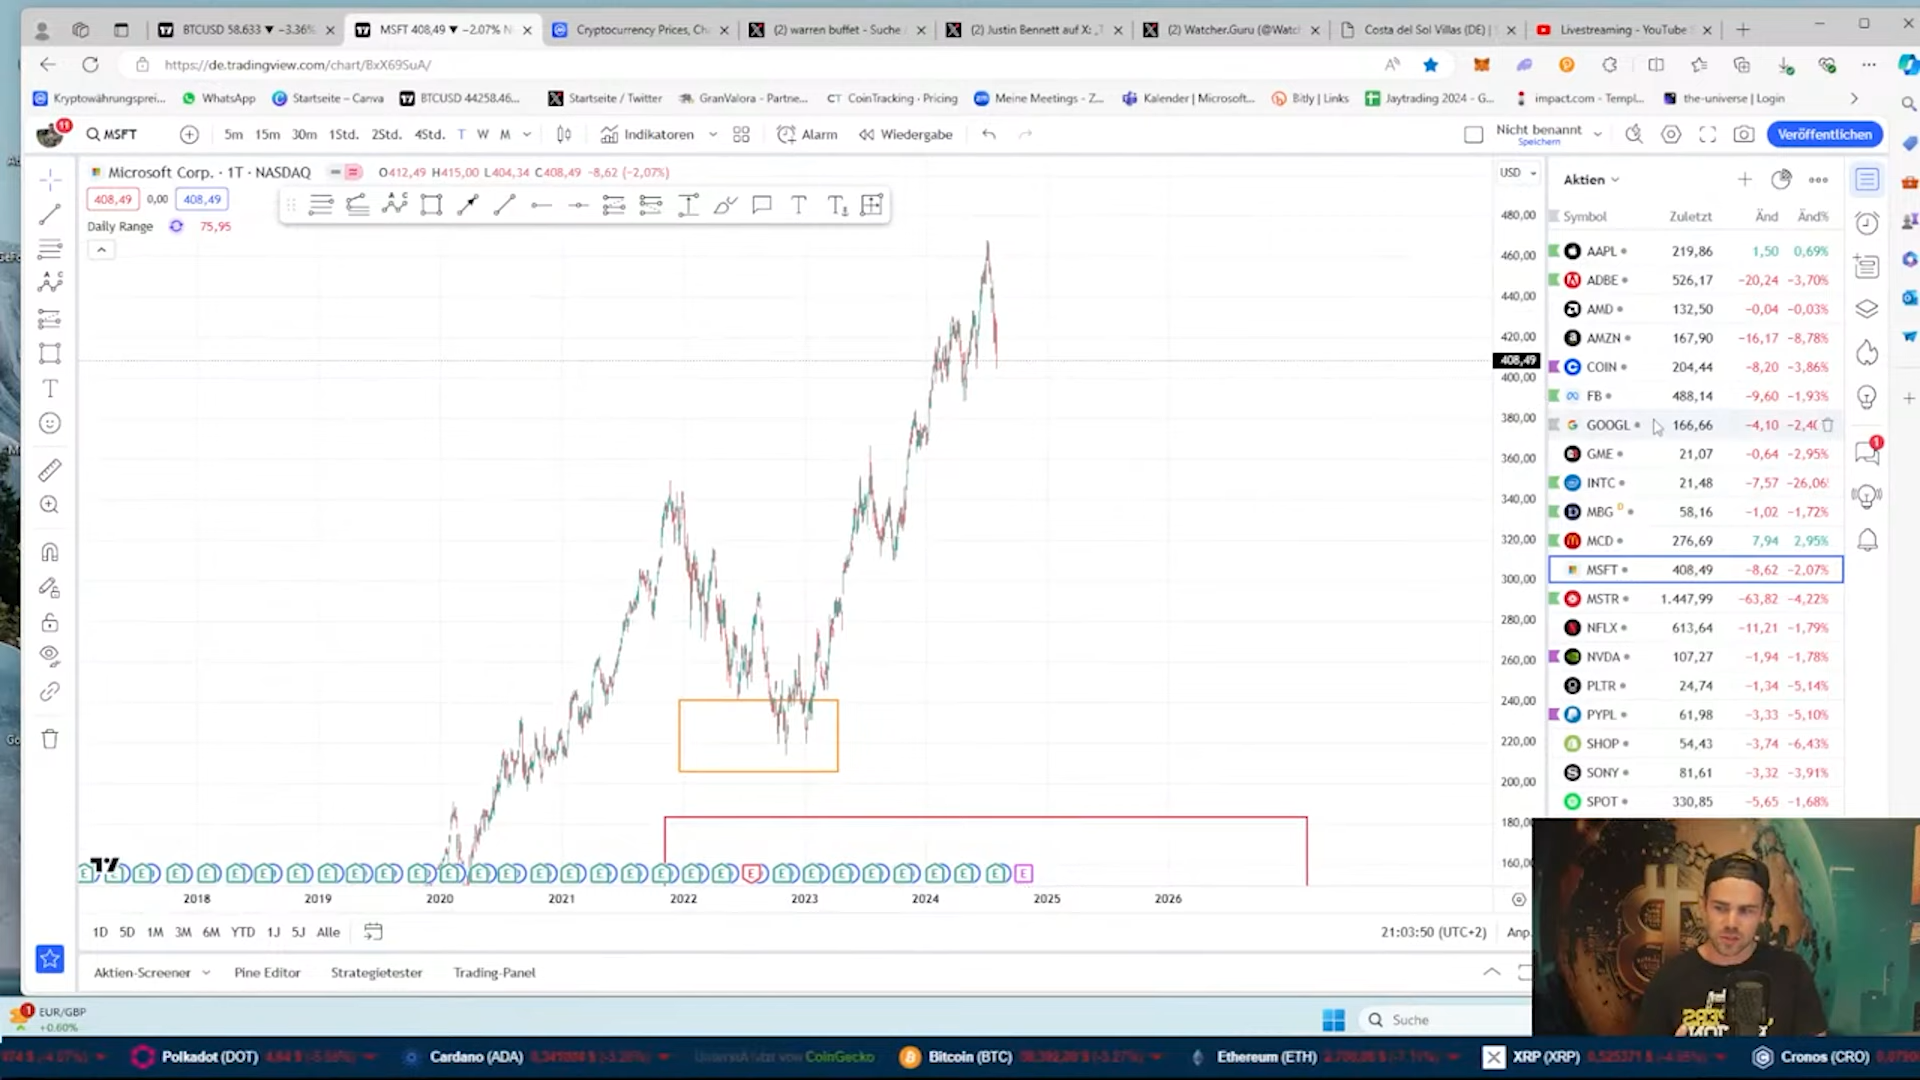 BTCUSD 58.633 ▼ −3.36%
MSFT 408,49 ▼ −2.07% N
Cryptocurrency Prices, Ch
(2) warren buffet - Suche
(2) Justin Bennett auf X: „T
(2) Watcher.Guru (@Watch
Costa del Sol Villas (DE) |
Livestreaming - YouTube S
https://de.tradingview.com/chart/BxX69SuA/
Kryptowährungsprei...
WhatsApp
Startseite – Canva
BTCUSD 44258.46...
Startseite / Twitter
GranValora - Partne...
CT CoinTracking · Pricing
Meine Meetings - Z...
Kalender | Microsoft...
Bitly | Links
Jaytrading 2024 - G...
impact.com - Templ...
the-universe | Login
11
MSFT
5m 15m 30m 1Std. 2Std. 4Std. T W M
Indikatoren
Alarm
Wiedergabe
Nicht benannt
Speichern
Veröffentlichen
Microsoft Corp. · 1T · NASDAQ
O412,49 H415,00 L404,34 C408,49 −8,62 (−2,07%)
408,49 0,00 408,49
Daily Range 75,95
USD
480,00
460,00
440,00
420,00
408,49
400,00
380,00
360,00
340,00
320,00
300,00
280,00
260,00
240,00
220,00
200,00
180,00
160,00
2018 2019 2020 2021 2022 2023 2024 2025 2026
1D 5D 1M 3M 6M YTD 1J 5J Alle
21:03:50 (UTC+2) Anp.
Aktien-Screener
Pine Editor
Strategietester
Trading-Panel
Aktien
Symbol Zuletzt Änd Änd%
AAPL 219,86 1,50 0,69%
ADBE 526,17 −20,24 −3,70%
AMD 132,50 −0,04 −0,03%
AMZN 167,90 −16,17 −8,78%
COIN 204,44 −8,20 −3,86%
FB 488,14 −9,60 −1,93%
GOOGL 166,66 −4,10 −2,40
GME 21,07 −0,64 −2,95%
INTC 21,48 −7,57 −26,06
MBG D 58,16 −1,02 −1,72%
MCD 276,69 7,94 2,95%
MSFT 408,49 −8,62 −2,07%
MSTR 1.447,99 −63,82 −4,22%
NFLX 613,64 −11,21 −1,79%
NVDA 107,27 −1,94 −1,78%
PLTR 24,74 −1,34 −5,14%
PYPL 61,98 −3,33 −5,10%
SHOP 54,43 −3,74 −6,43%
SONY 81,61 −3,32 −3,91%
SPOT 330,85 −5,65 −1,68%
1
EUR/GBP
+0.60%
Suche
Polkadot (DOT)
Cardano (ADA)
CoinGecko
Bitcoin (BTC)
Ethereum (ETH)
XRP (XRP)
Cronos (CRO)